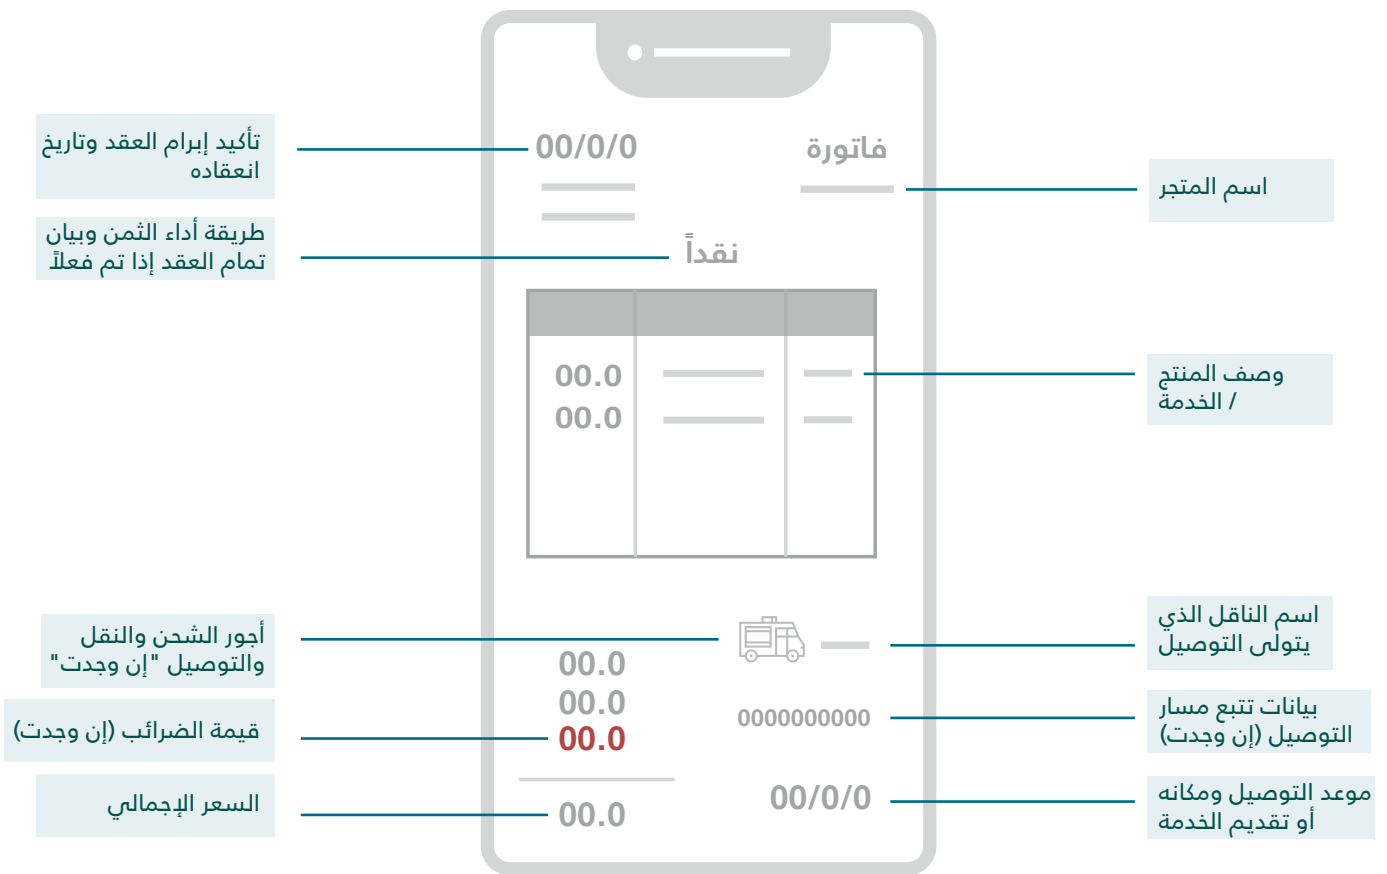 فاتورة
00/0/0
نقداً
00.0
00.0
00.0
00.0
00.0
00.0
0000000000
00/0/0
اسم المتجر
وصف المنتج
/ الخدمة
اسم الناقل الذي
يتولى التوصيل
بيانات تتبع مسار
التوصيل (إن وجدت)
موعد التوصيل ومكانه
أو تقديم الخدمة
تأكيد إبرام العقد وتاريخ
انعقاده
طريقة أداء الثمن وبيان
تمام العقد إذا تم فعلاً
أجور الشحن والنقل
والتوصيل "إن وجدت"
قيمة الضرائب (إن وجدت)
السعر الإجمالي